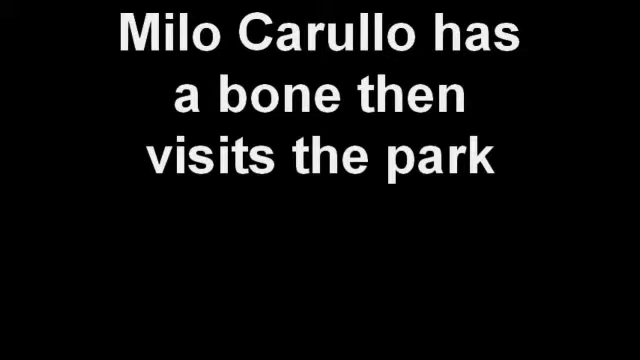 Milo Carullo has
a bone then
visits the park